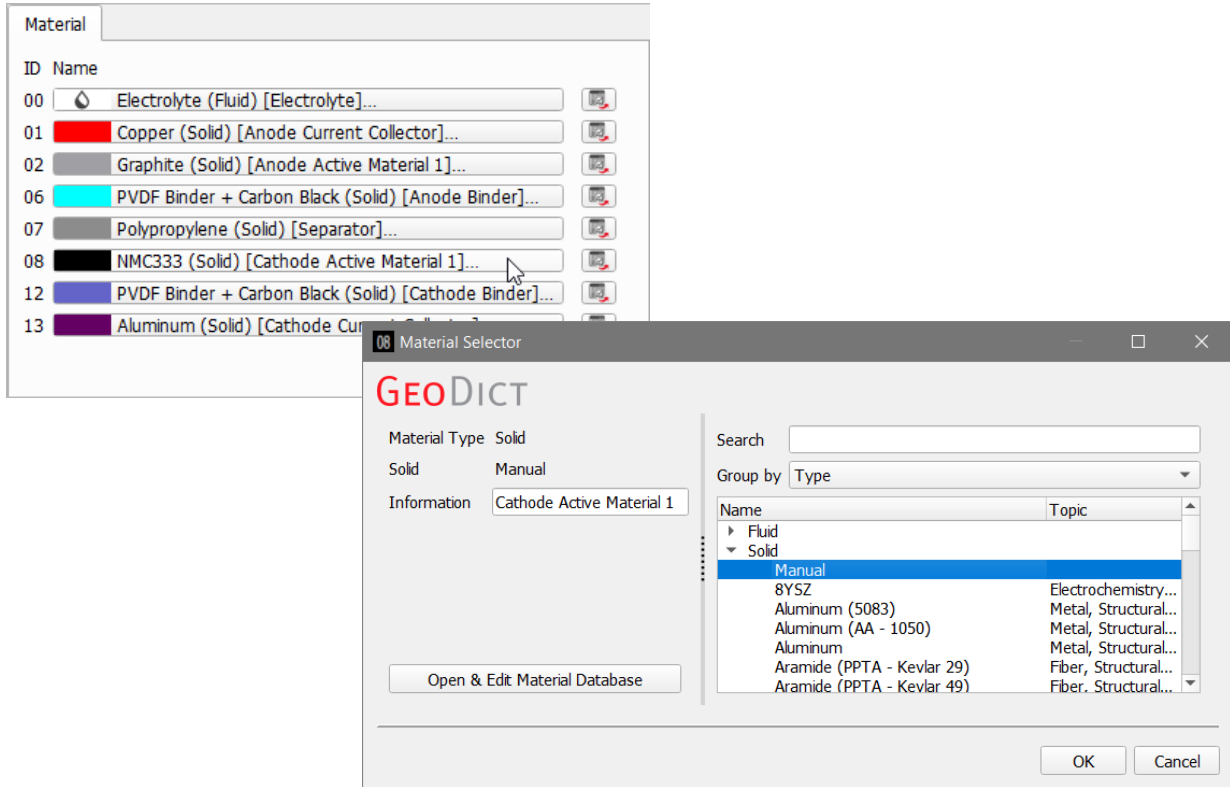 Material
ID Name
00 Electrolyte (Fluid) [Electrolyte]...
01 Copper (Solid) [Anode Current Collector]...
02 Graphite (Solid) [Anode Active Material 1]...
06 PVDF Binder + Carbon Black (Solid) [Anode Binder]...
07 Polypropylene (Solid) [Separator]...
08 NMC333 (Solid) [Cathode Active Material 1]...
12 PVDF Binder + Carbon Black (Solid) [Cathode Binder]...
13 Aluminum (Solid) [Cathode
08 Material Selector
GEODICT
Material Type Solid
Solid Manual
Information Cathode Active Material 1
Open & Edit Material Database
Search
Group by Type
Name Topic
Fluid
Solid
Manual
8YSZ Electrochemistry...
Aluminum (5083) Metal, Structural...
Aluminum (AA - 1050) Metal, Structural...
Aluminum Metal, Structural...
Aramide (PPTA - Kevlar 29) Fiber, Structural...
Aramide (PPTA - Kevlar 49) Fiber, Structural...
OK Cancel